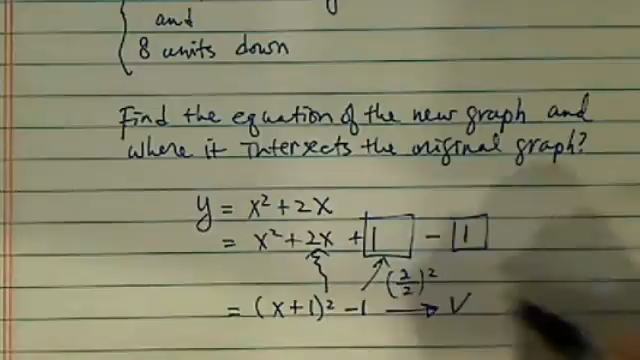 and
8 units down
Find the equation of the new graph and
where it intersects the original graph?
y = x² + 2x
= x² + 2x + 1 - 1
(2/2)²
= (x+1)² - 1 → V